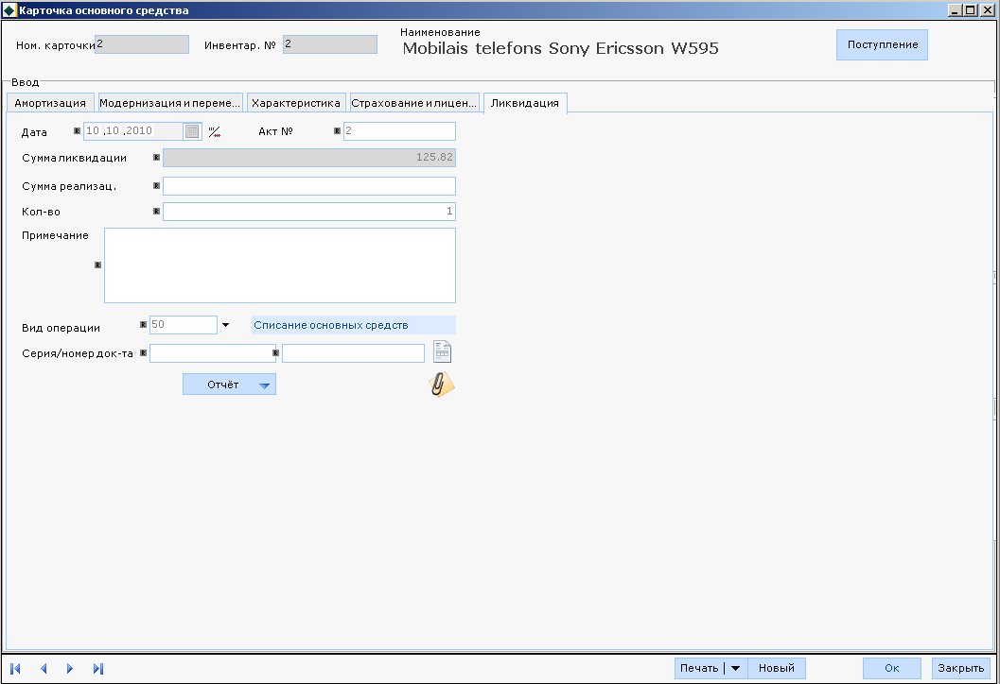 Карточка основного средства
Ном. карточки 2 Инвентар. № 2 Наименование
Mobilais telefons Sony Ericsson W595
Поступление
Ввод
Амортизация Модернизация и переме... Характеристика Страхование и лицен... Ликвидация
Дата R 10 .10 .2010 Акт № R 2
Сумма ликвидации R 125.82
Сумма реализац. R
Кол-во R 1
Примечание
R
Вид операции R 50 Списание основных средств
Серия/номер док-та R R
Отчёт
Печать Новый Ок Закрыть